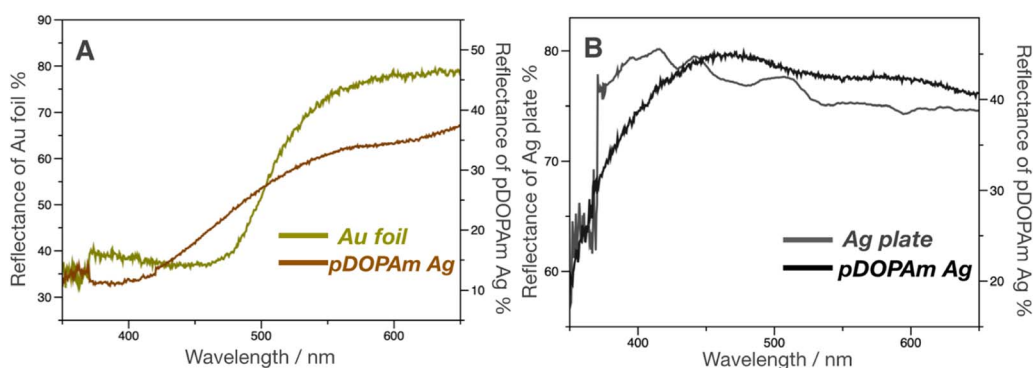 A
Reflectance of Au foil %
90
80
70
60
50
40
30
50
40
30
20
10
Reflectance of pDOPAm Ag %
Au foil
pDOPAm Ag
400
500
600
Wavelength / nm
B
Reflectance of Ag plate %
80
70
60
40
30
20
Reflectance of pDOPAm Ag %
Ag plate
pDOPAm Ag
400
500
600
Wavelength / nm